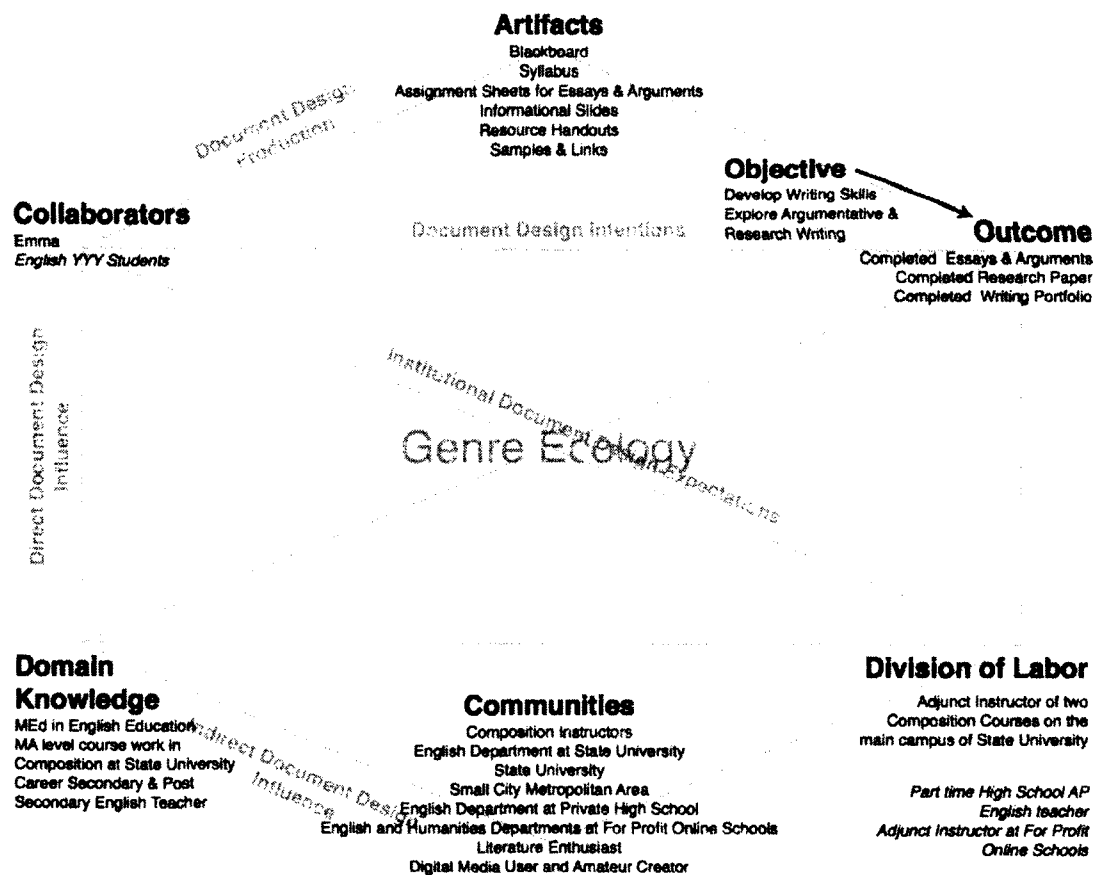 Artifacts
Blackboard
Syllabus
Assignment Sheets for Essays & Arguments
Informational Slides
Resource Handouts
Samples & Links
Document Design
Production
Objective
Develop Writing Skills
Explore Argumentative &
Research Writing
Collaborators
Emma
English YYY Students
Document Design Intentions
Outcome
Completed Essays & Arguments
Completed Research Paper
Completed Writing Portfolio
Direct Document Design
Influence
Institutional Document Design Expectations
Genre Ecology
Domain
Knowledge
MEd in English Education
MA level course work in
Composition at State University
Career Secondary & Post
Secondary English Teacher
Indirect Document Design
Influence
Communities
Composition Instructors
English Department at State University
State University
Small City Metropolitan Area
English Department at Private High School
English and Humanities Departments at For Profit Online Schools
Literature Enthusiast
Digital Media User and Amateur Creator
Division of Labor
Adjunct Instructor of two
Composition Courses on the
main campus of State University
Part time High School AP
English teacher
Adjunct Instructor at For Profit
Online Schools